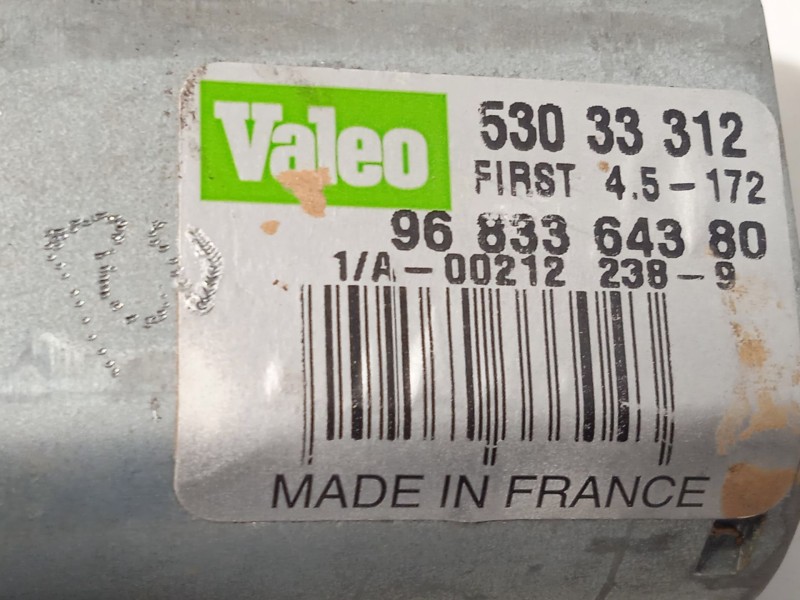 Valeo
530 33 312
FIRST 4.5-172
96 833 643 80
1/A-00212 238-9
MADE IN FRANCE